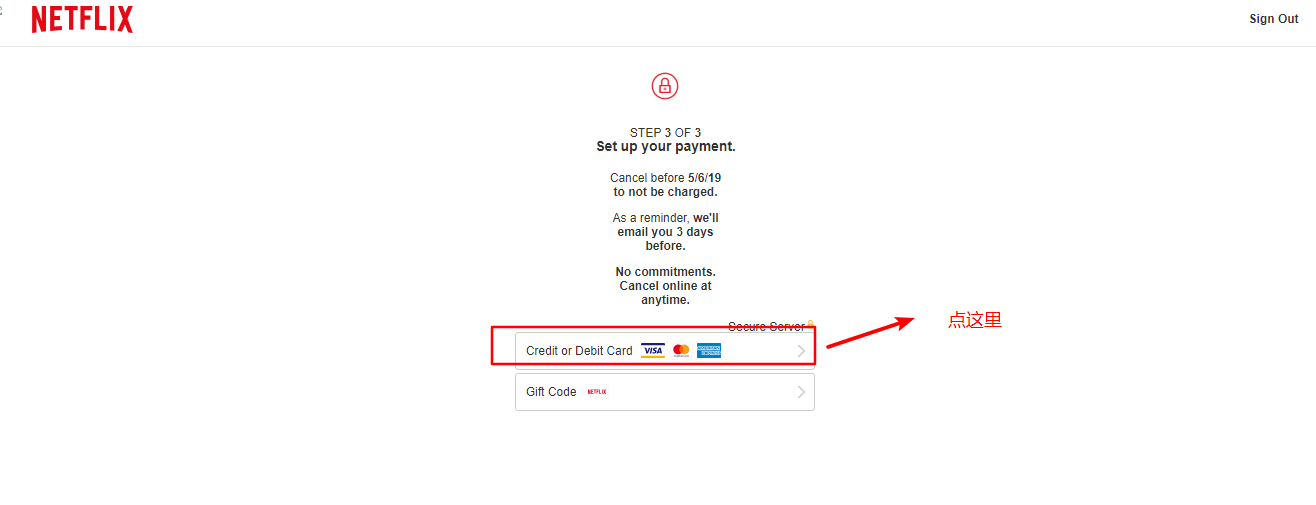 NETFLIX
Sign Out
STEP 3 OF 3
Set up your payment.
Cancel before 5/6/19
to not be charged.
As a reminder, we'll
email you 3 days
before.
No commitments.
Cancel online at
anytime.
Secure Server
Credit or Debit Card VISA
点这里
Gift Code NETFLIX